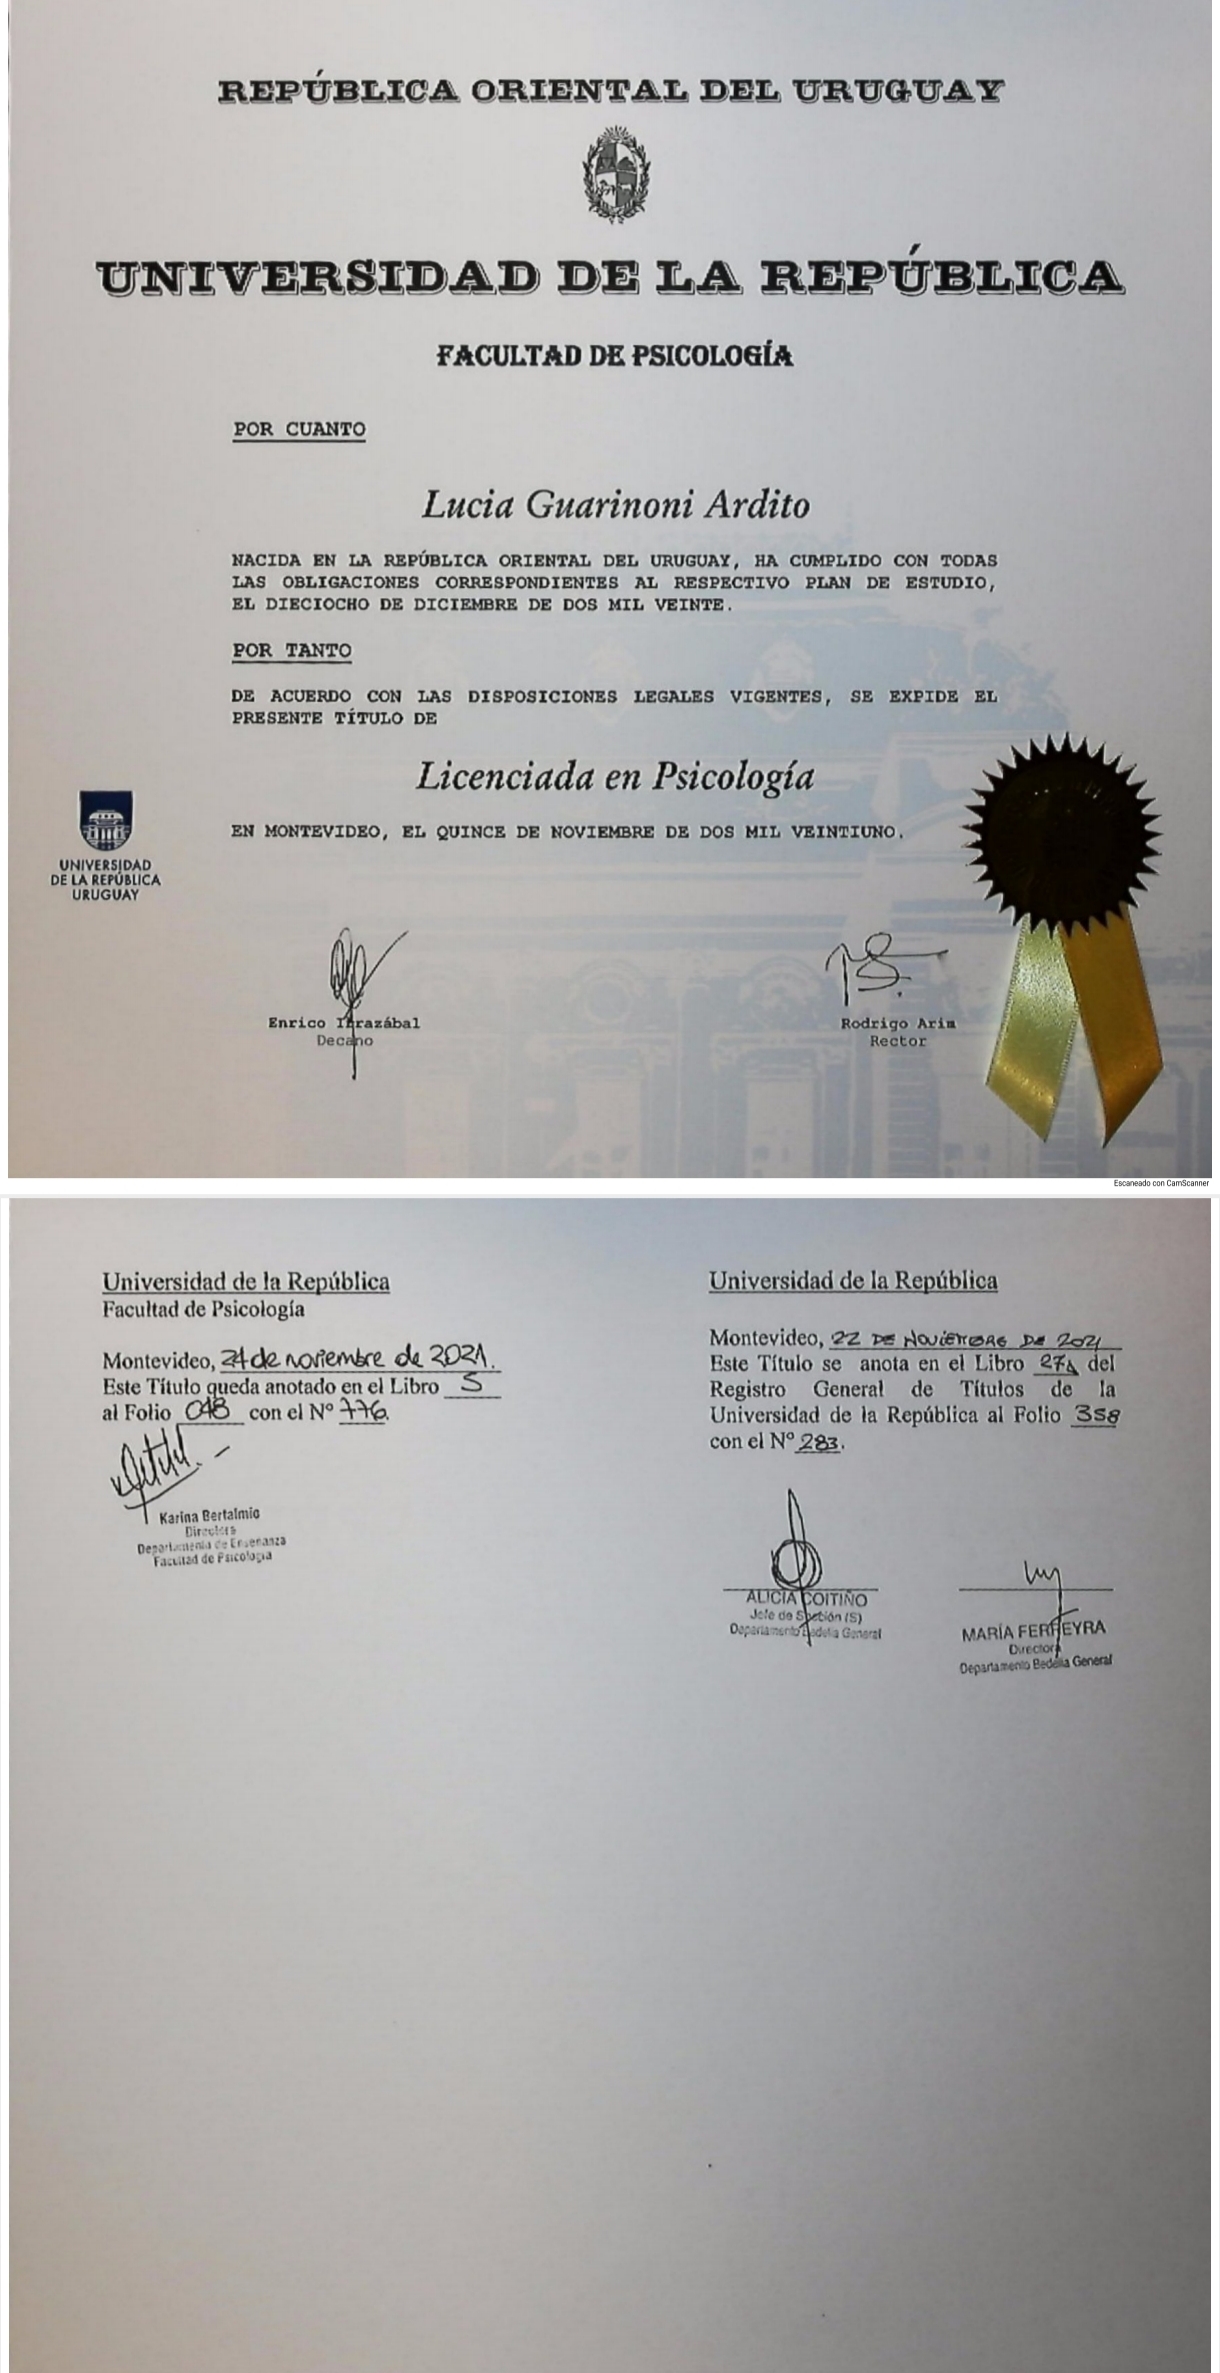 REPÚBLICA ORIENTAL DEL URUGUAY
UNIVERSIDAD DE LA REPÚBLICA
FACULTAD DE PSICOLOGÍA
POR CUANTO
Lucia Guarinoni Ardito
NACIDA EN LA REPÚBLICA ORIENTAL DEL URUGUAY, HA CUMPLIDO CON TODAS
LAS OBLIGACIONES CORRESPONDIENTES AL RESPECTIVO PLAN DE ESTUDIO,
EL DIECIOCHO DE DICIEMBRE DE DOS MIL VEINTE.
POR TANTO
DE ACUERDO CON LAS DISPOSICIONES LEGALES VIGENTES, SE EXPIDE EL
PRESENTE TÍTULO DE
Licenciada en Psicología
EN MONTEVIDEO, EL QUINCE DE NOVIEMBRE DE DOS MIL VEINTIUNO.
UNIVERSIDAD
DE LA REPÚBLICA
URUGUAY
Enrico Irrazábal
Decano
Rodrigo Arim
Rector
Escaneado con CamScanner
Universidad de la República
Facultad de Psicología
Montevideo, 24 de noviembre de 2021.
Este Título queda anotado en el Libro 5
al Folio 048 con el Nº 776.
Karina Bertalmio
Directora
Departamento de Enseñanza
Facultad de Psicología
Universidad de la República
Montevideo, 22 DE NOVIEMBRE DE 2021
Este Título se anota en el Libro 27A del
Registro General de Títulos de la
Universidad de la República al Folio 358
con el Nº 283.
ALICIA COITIÑO
Jefe de Sección (S)
Departamento Bedelía General
MARÍA FERREYRA
Directora
Departamento Bedelía General